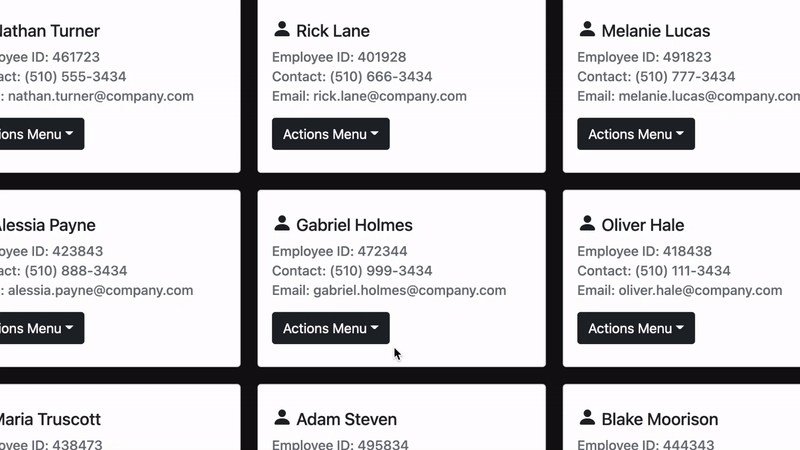 Nathan Turner
oyee ID: 461723
act: (510) 555-3434
: nathan.turner@company.com
ions Menu
Rick Lane
Employee ID: 401928
Contact: (510) 666-3434
Email: rick.lane@company.com
Actions Menu
Melanie Lucas
Employee ID: 491823
Contact: (510) 777-3434
Email: melanie.lucas@company.com
Actions Menu
Alessia Payne
oyee ID: 423843
act: (510) 888-3434
: alessia.payne@company.com
ions Menu
Gabriel Holmes
Employee ID: 472344
Contact: (510) 999-3434
Email: gabriel.holmes@company.com
Actions Menu
Oliver Hale
Employee ID: 418438
Contact: (510) 111-3434
Email: oliver.hale@company.com
Actions Menu
Maria Truscott
oyee ID: 438473
Adam Steven
Employee ID: 495834
Blake Moorison
Employee ID: 444343